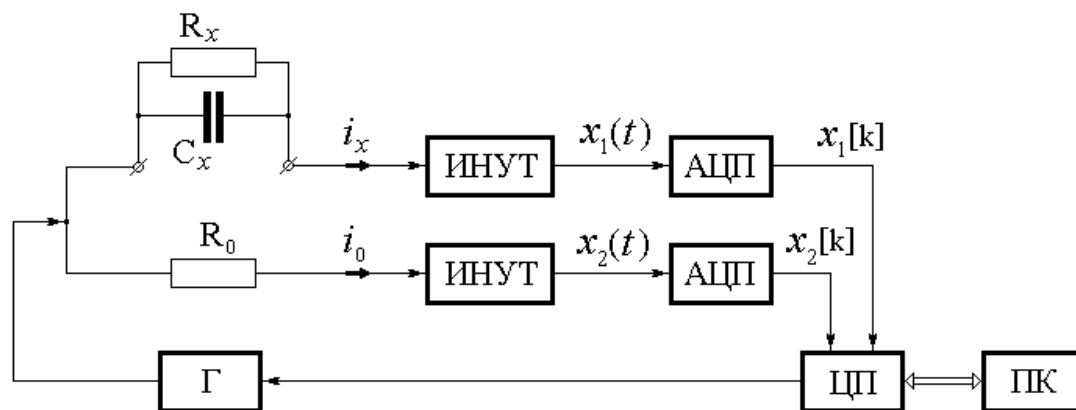 Rx
Cx
ix ИНУТ x1(t) АЦП x1[k]
R0 i0 ИНУТ x2(t) АЦП x2[k]
Г ЦП ПК